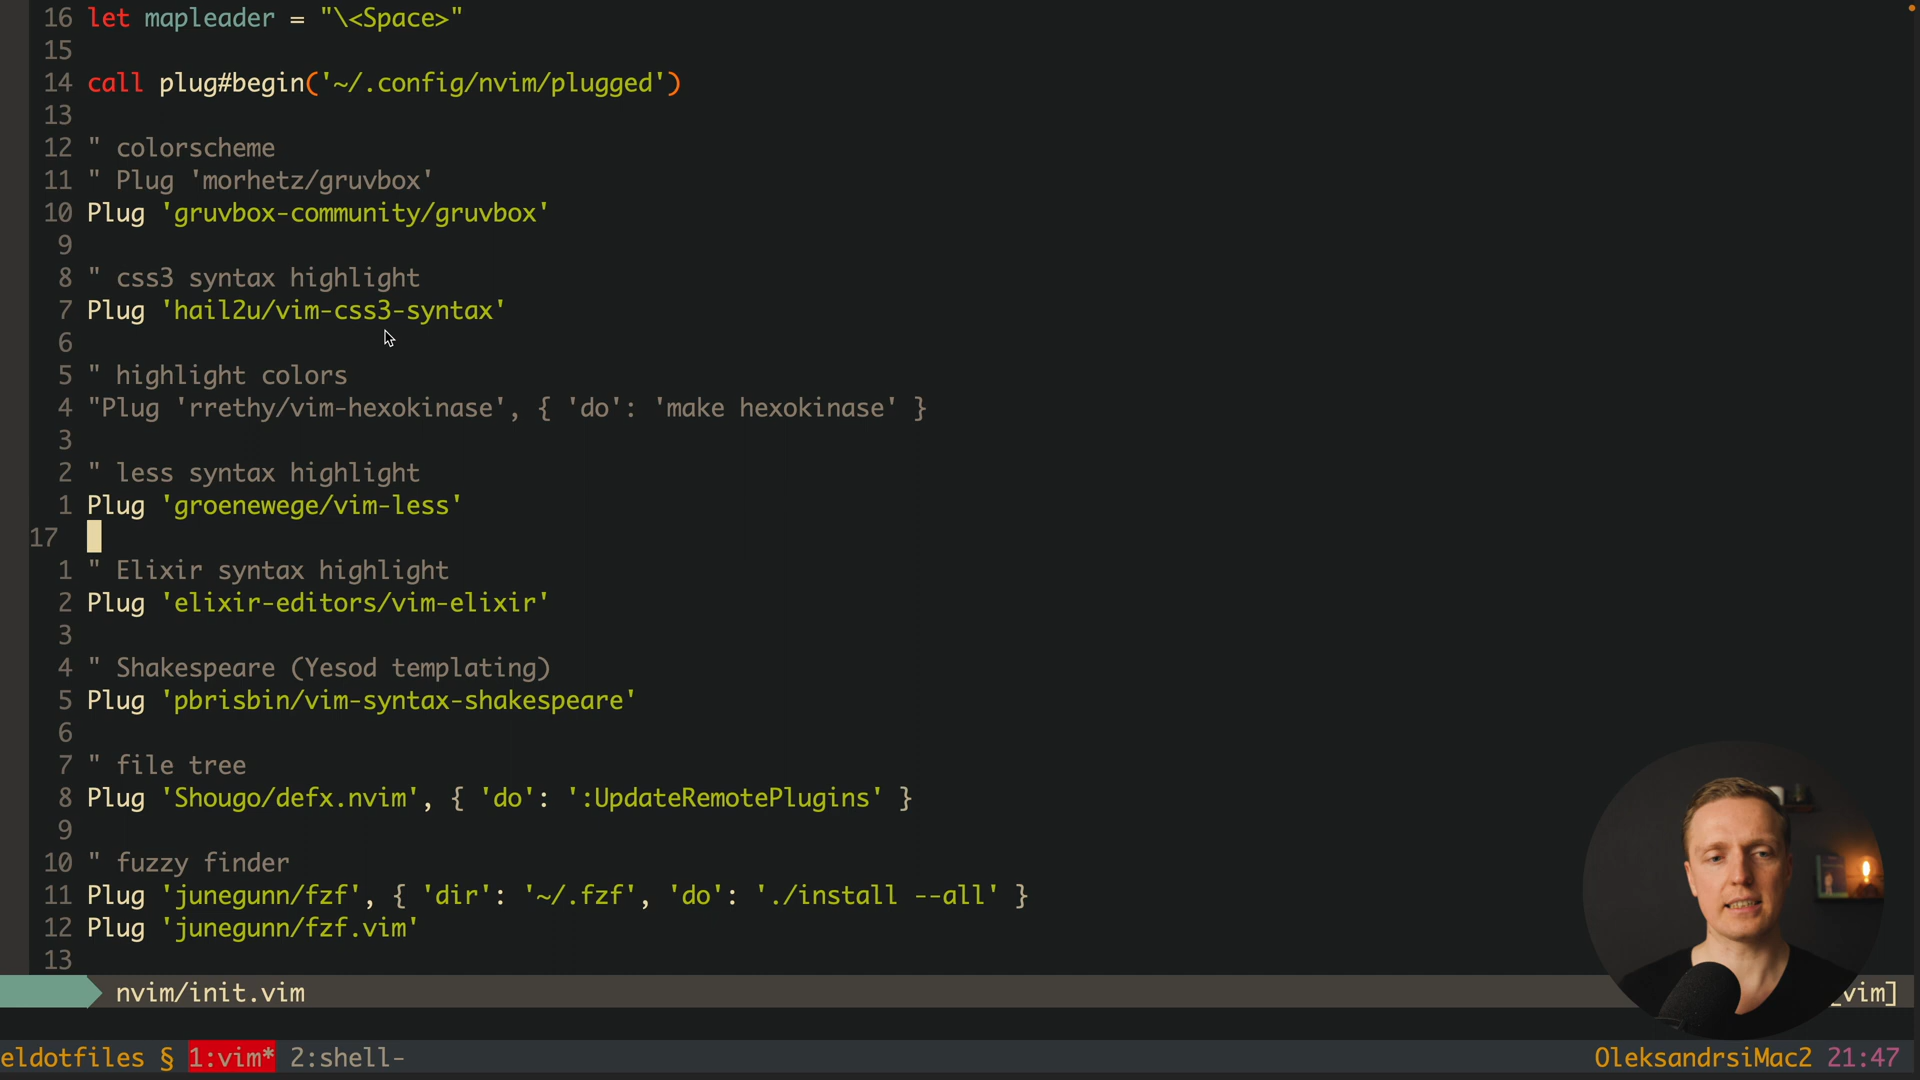 16 let mapleader = "\<Space>"
15
14 call plug#begin('~/.config/nvim/plugged')
13
12 " colorscheme
11 " Plug 'morhetz/gruvbox'
10 Plug 'gruvbox-community/gruvbox'
9
8 " css3 syntax highlight
7 Plug 'hail2u/vim-css3-syntax'
6
5 " highlight colors
4 "Plug 'rrethy/vim-hexokinase', { 'do': 'make hexokinase' }
3
2 " less syntax highlight
1 Plug 'groenewege/vim-less'
17
1 " Elixir syntax highlight
2 Plug 'elixir-editors/vim-elixir'
3
4 " Shakespeare (Yesod templating)
5 Plug 'pbrisbin/vim-syntax-shakespeare'
6
7 " file tree
8 Plug 'Shougo/defx.nvim', { 'do': ':UpdateRemotePlugins' }
9
10 " fuzzy finder
11 Plug 'junegunn/fzf', { 'dir': '~/.fzf', 'do': './install --all' }
12 Plug 'junegunn/fzf.vim'
13
nvim/init.vim vim]
eldotfiles § 1:vim* 2:shell- OleksandrsiMac2 21:47